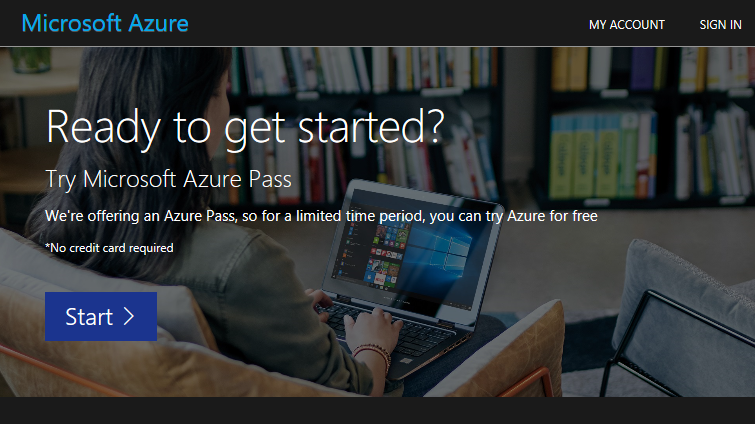 Microsoft Azure
MY ACCOUNT
SIGN IN
Ready to get started?
Try Microsoft Azure Pass
We're offering an Azure Pass, so for a limited time period, you can try Azure for free
*No credit card required
Start >